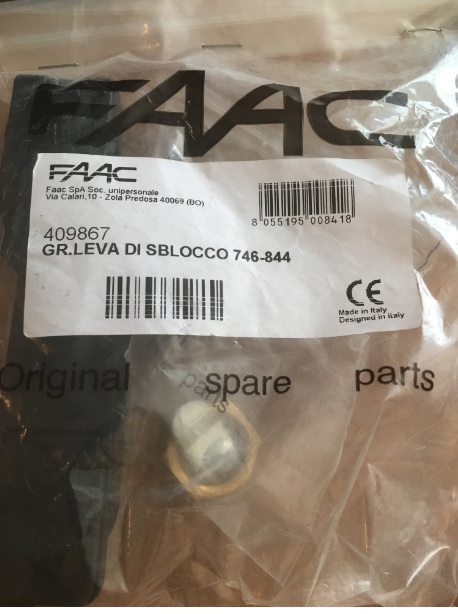 FAAC
FAAC
Faac SpA Soc. unipersonale
Via Calari,10 - Zola Predosa 40069 (BO)
8 055195 008418
409867
GR.LEVA DI SBLOCCO 746-844
CE
Made in Italy
Designed in Italy
Original spare parts
parts